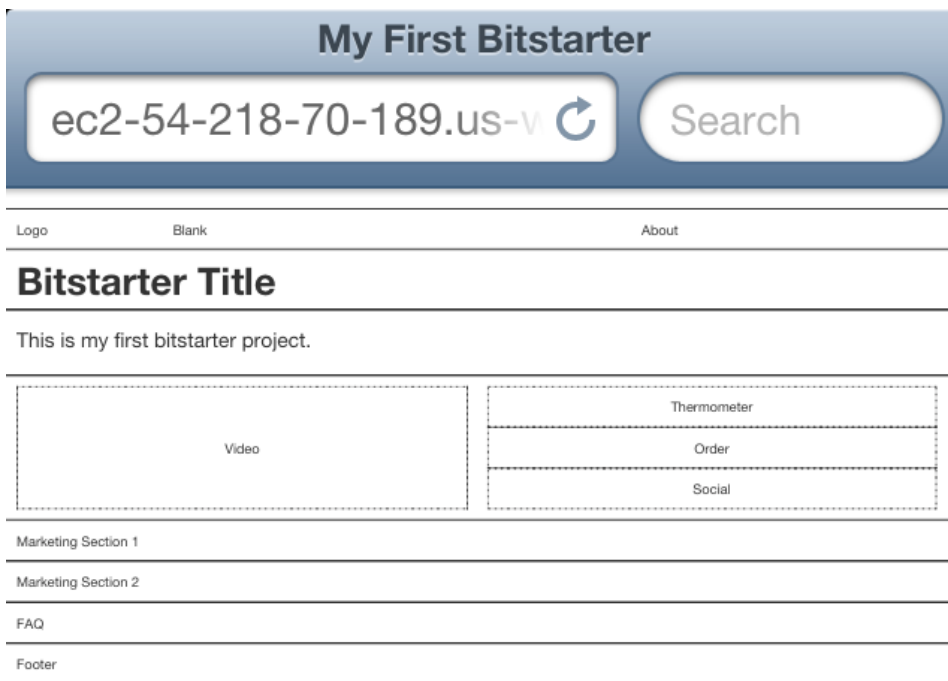 My First Bitstarter
ec2-54-218-70-189.us-w Search
Logo Blank About
Bitstarter Title
This is my first bitstarter project.
Video
Thermometer
Order
Social
Marketing Section 1
Marketing Section 2
FAQ
Footer